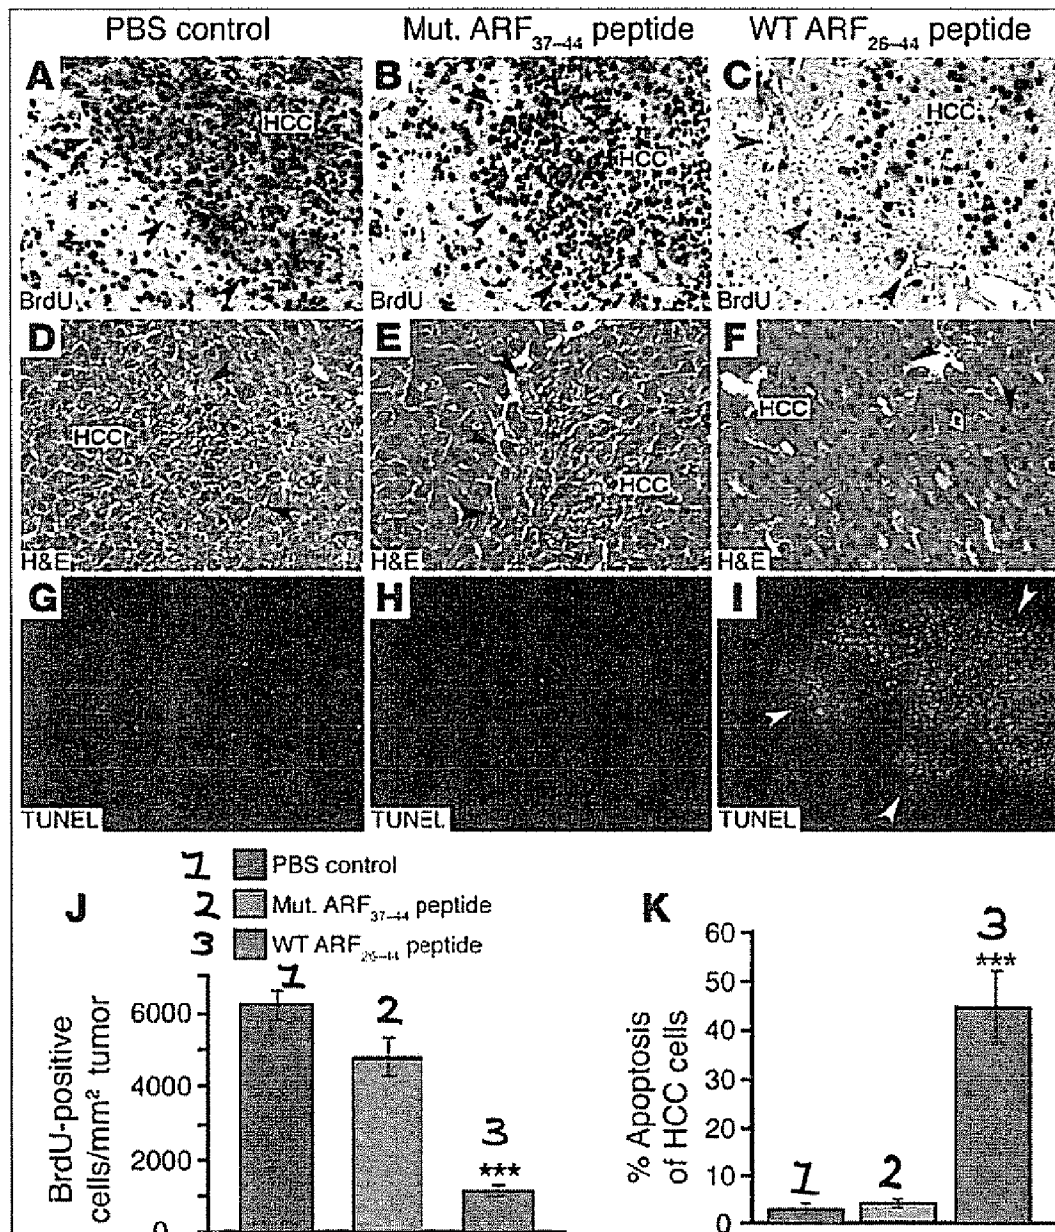 PBS control Mut. ARF37–44 peptide WT ARF26–44 peptide
A B C
HCC HCC HCC
BrdU BrdU BrdU
D E F
HCC HCC HCC
H&E H&E H&E
G H I
TUNEL TUNEL TUNEL
J
1 PBS control
2 Mut. ARF37–44 peptide
3 WT ARF26–44 peptide
BrdU-positive
cells/mm² tumor
6000
4000
2000
0
1
2
3
***
K
% Apoptosis
of HCC cells
60
50
40
30
20
10
0
1
2
3
***